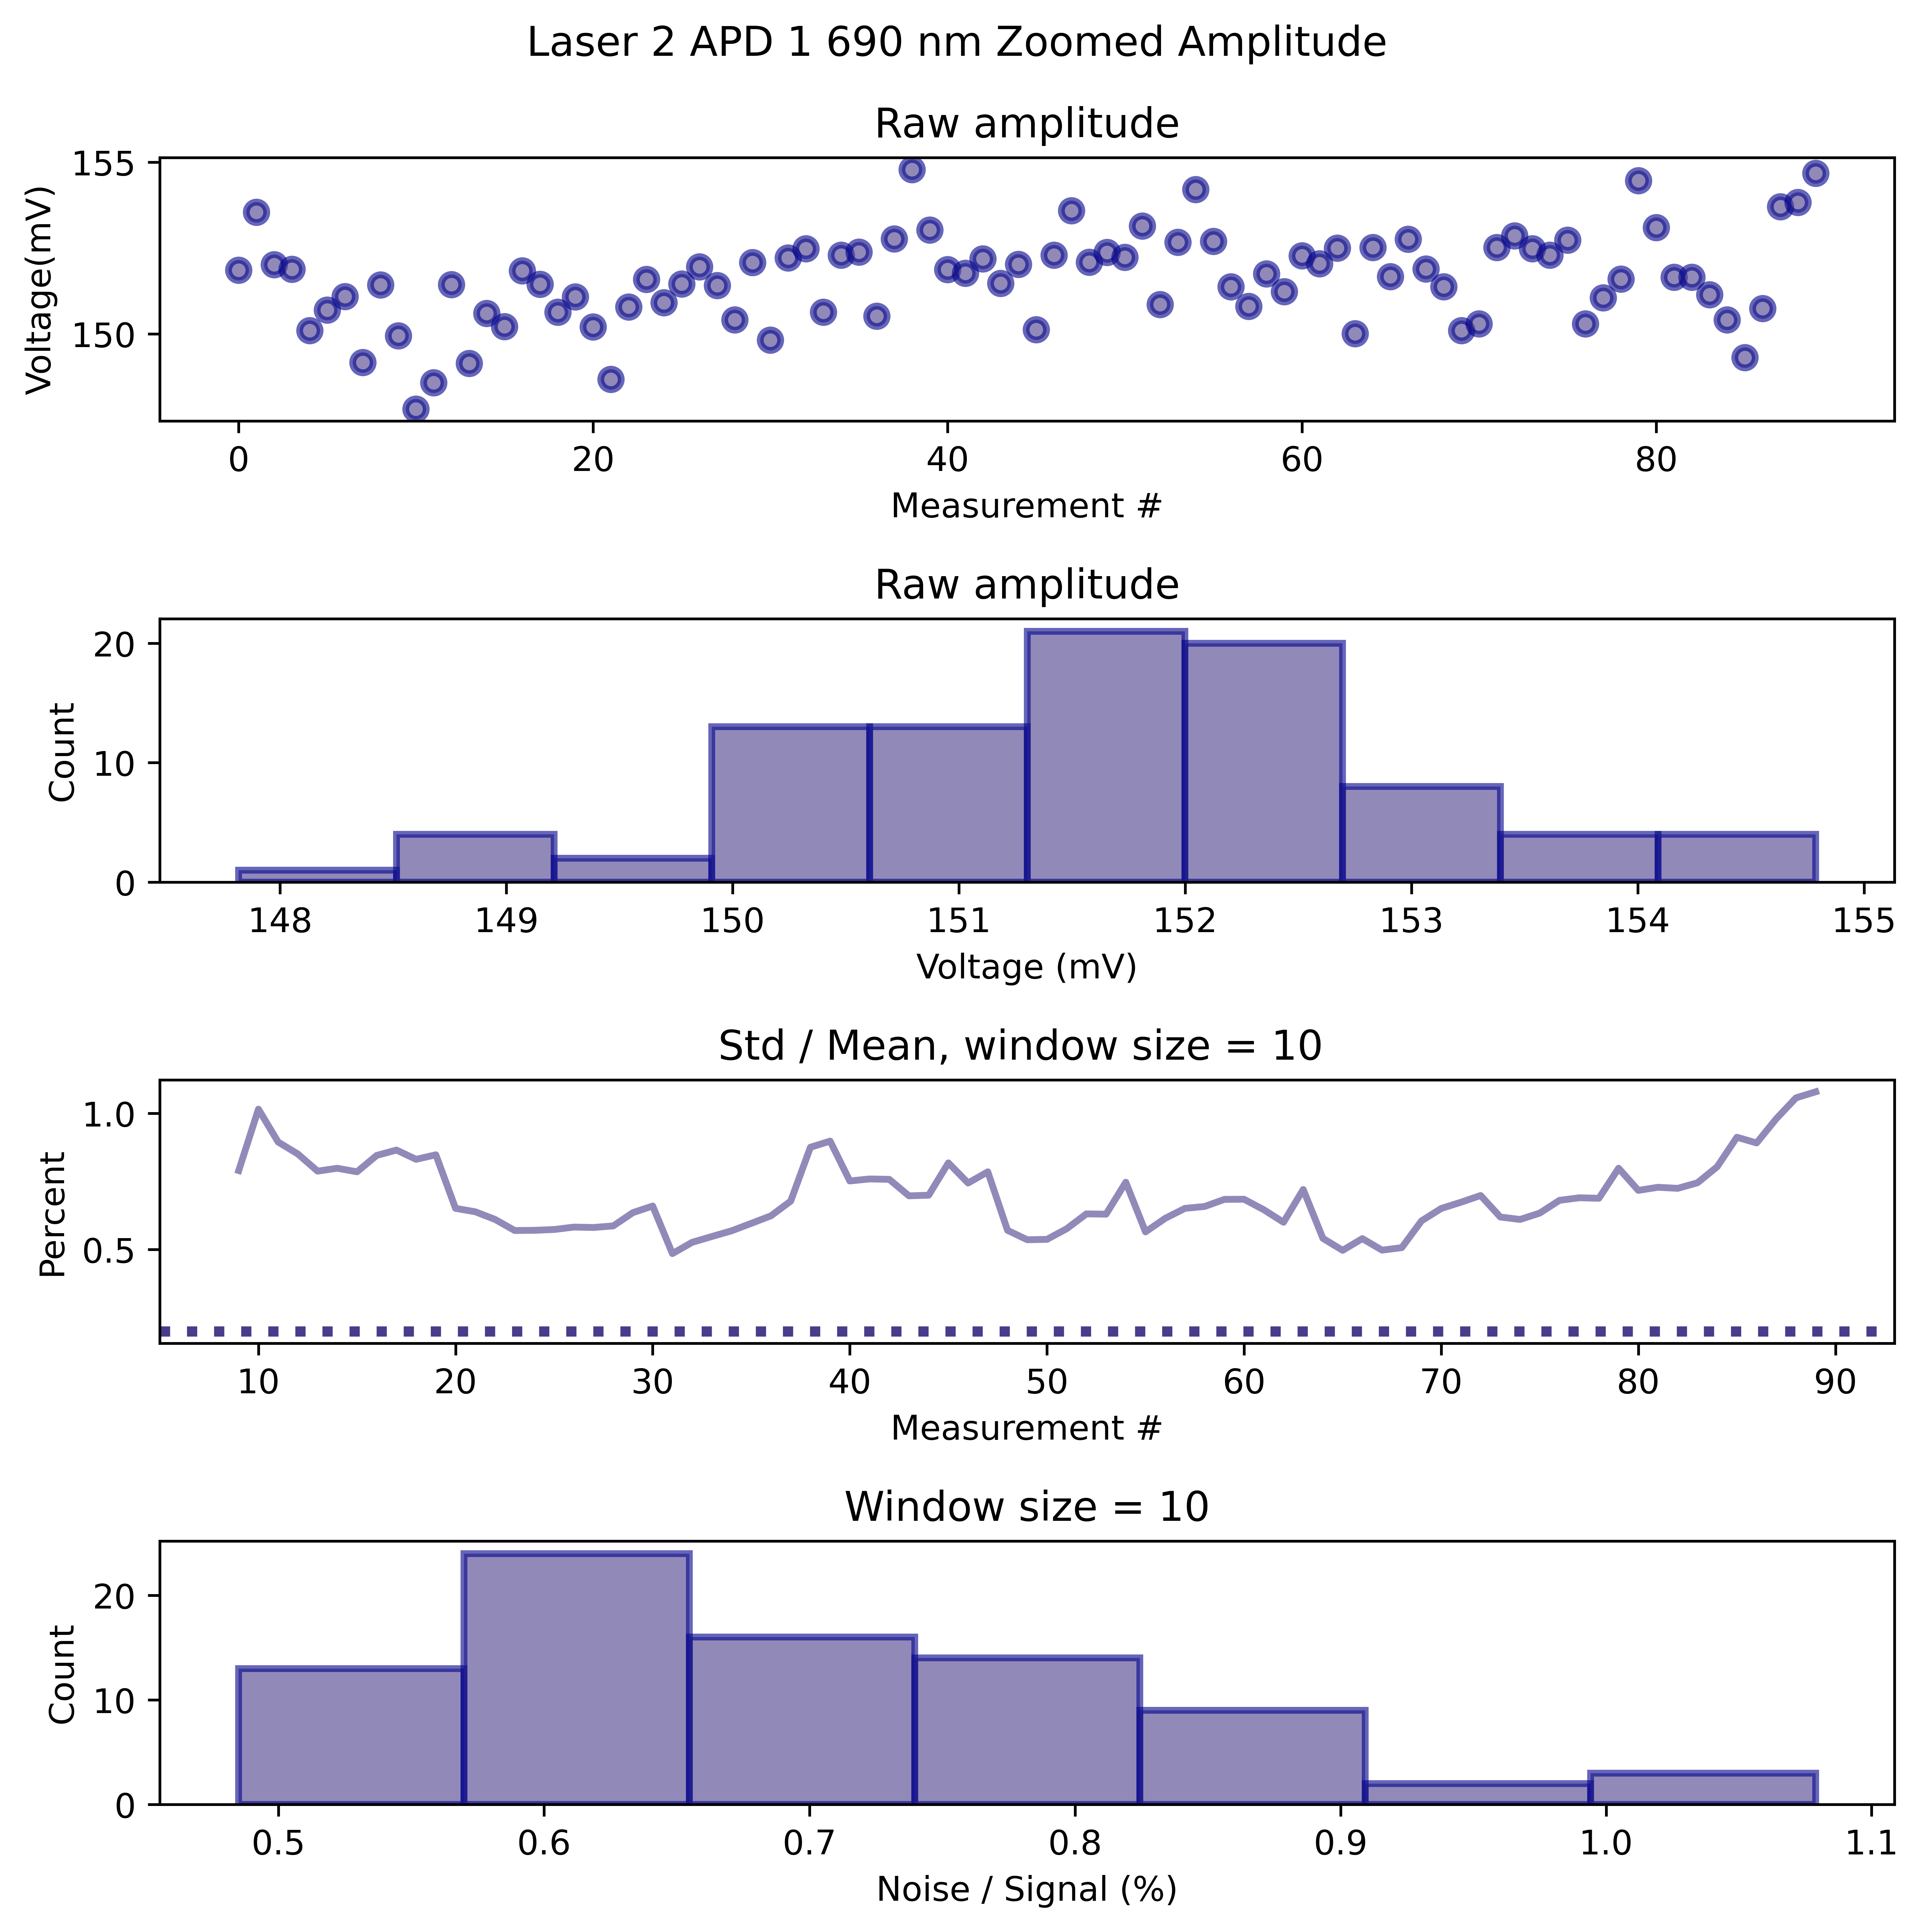 Laser 2 APD 1 690 nm Zoomed Amplitude
Raw amplitude
Voltage(mV)
155
150
0 20 40 60 80
Measurement #
Raw amplitude
Count
20
10
0
148 149 150 151 152 153 154 155
Voltage (mV)
Std / Mean, window size = 10
Percent
1.0
0.5
10 20 30 40 50 60 70 80 90
Measurement #
Window size = 10
Count
20
10
0
0.5 0.6 0.7 0.8 0.9 1.0 1.1
Noise / Signal (%)